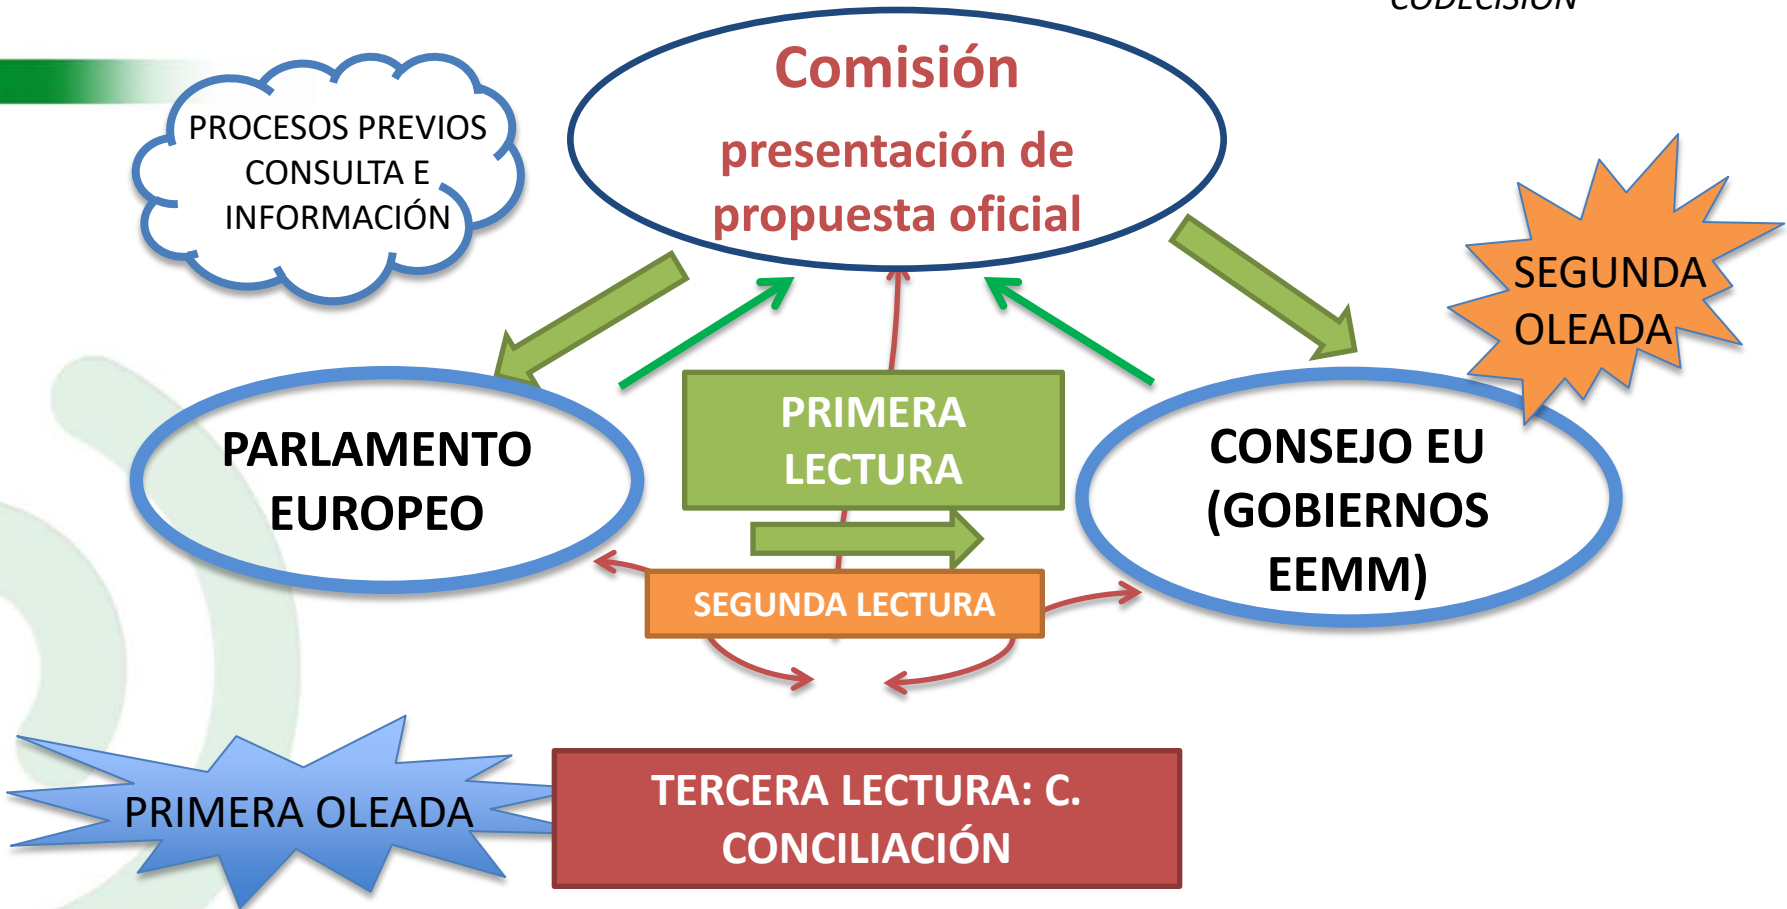 CODECISIÓN
Comisión
presentación de
propuesta oficial
PROCESOS PREVIOS
CONSULTA E
INFORMACIÓN
SEGUNDA
OLEADA
PARLAMENTO
EUROPEO
PRIMERA
LECTURA
CONSEJO EU
(GOBIERNOS
EEMM)
SEGUNDA LECTURA
PRIMERA OLEADA
TERCERA LECTURA: C.
CONCILIACIÓN